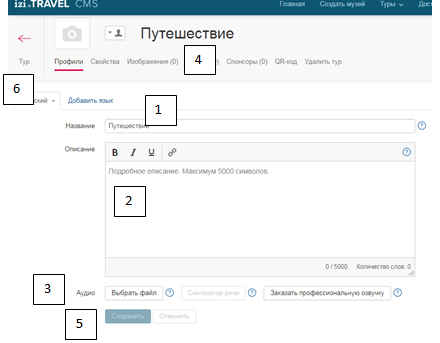 izi.TRAVEL CMS Главная Создать музей Туры
Путешествие
Тур Профили Свойства Изображения (0) 4 0) Спонсоры (0) QR-код Удалить тур
6 ский Добавить язык
1
Название Путешествие
Описание B I U
Подробное описание. Максимум 5000 символов.
2
0 / 5000 Количество слов: 0
3 Аудио Выбрать файл Синтезатор речи Заказать профессиональную озвучку
5 Сохранить Отменить